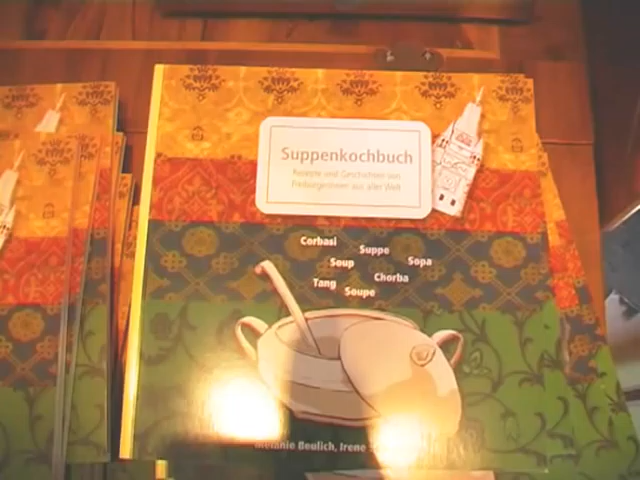 Suppenkochbuch
Rezepte und Geschichten von
FreiburgerInnen aus aller Welt
Corbasi
Suppe
Soup
Sopa
Tang
Chorba
Soupe
Melanie Beulich, Irene